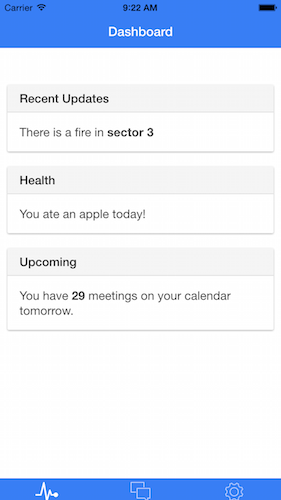 Carrier 9:22 AM
Dashboard
Recent Updates
There is a fire in sector 3
Health
You ate an apple today!
Upcoming
You have 29 meetings on your calendar
tomorrow.